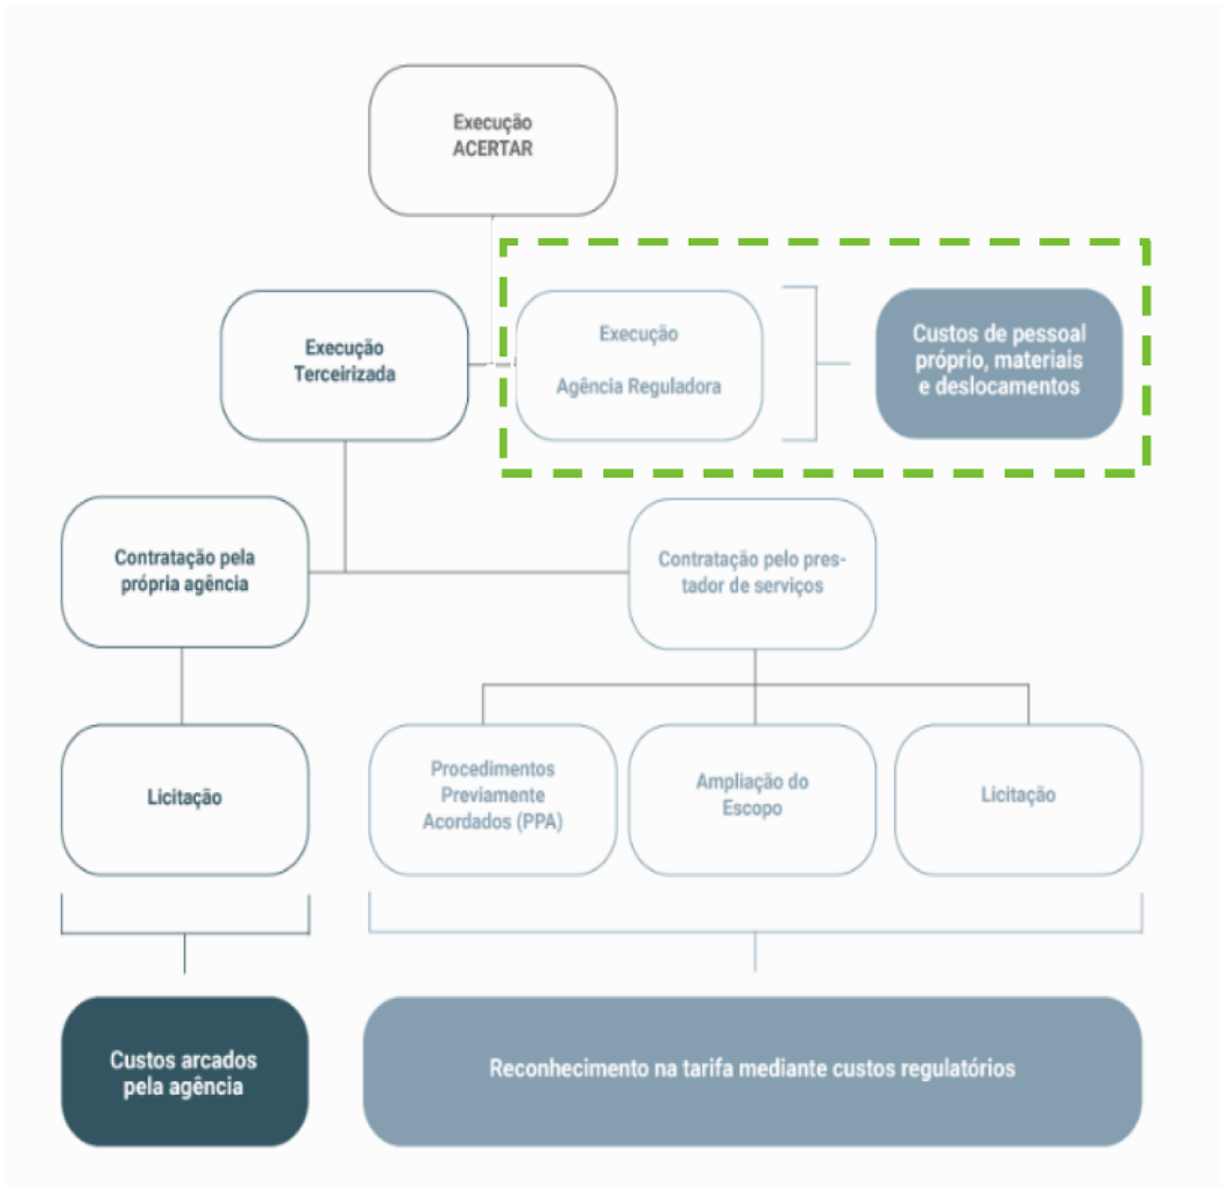 Execução
ACERTAR
Execução
Terceirizada
Execução
Agência Reguladora
Custos de pessoal
próprio, materiais
e deslocamentos
Contratação pela
própria agência
Contratação pelo pres-
tador de serviços
Licitação
Procedimentos
Previamente
Acordados (PPA)
Ampliação do
Escopo
Licitação
Custos arcados
pela agência
Reconhecimento na tarifa mediante custos regulatórios